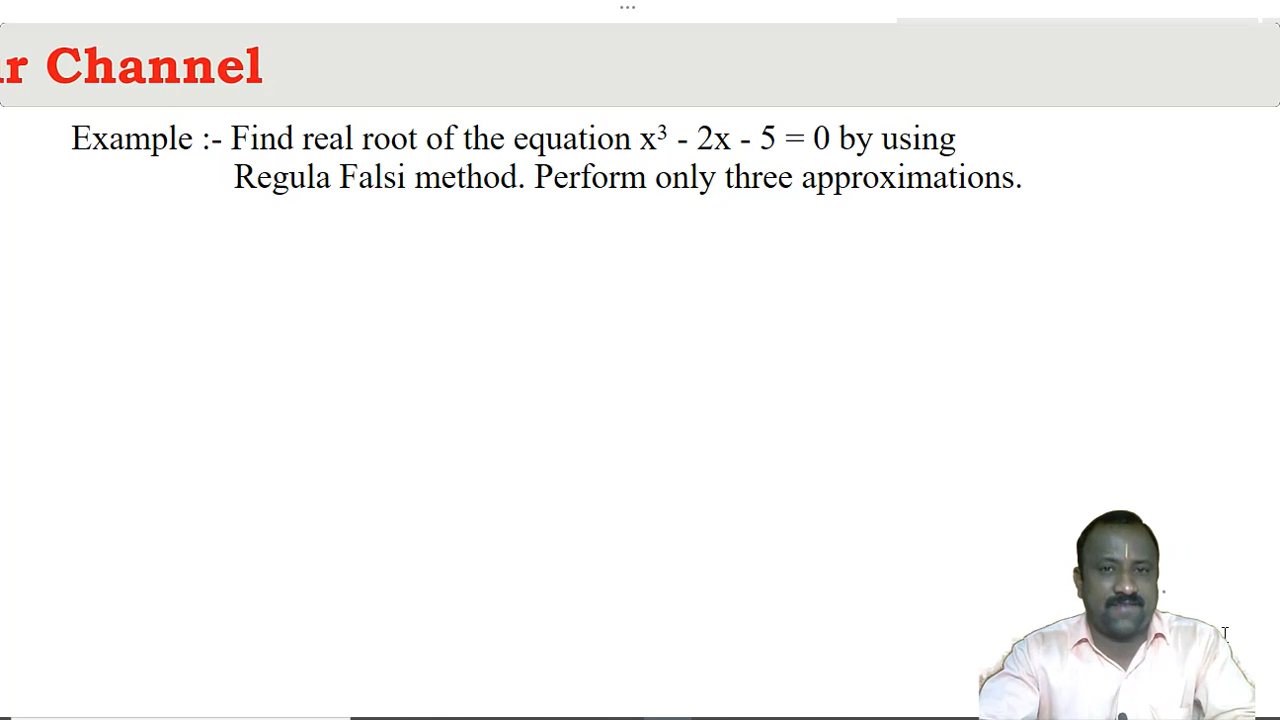 r Channel
Example :- Find real root of the equation x³ - 2x - 5 = 0 by using
Regula Falsi method. Perform only three approximations.